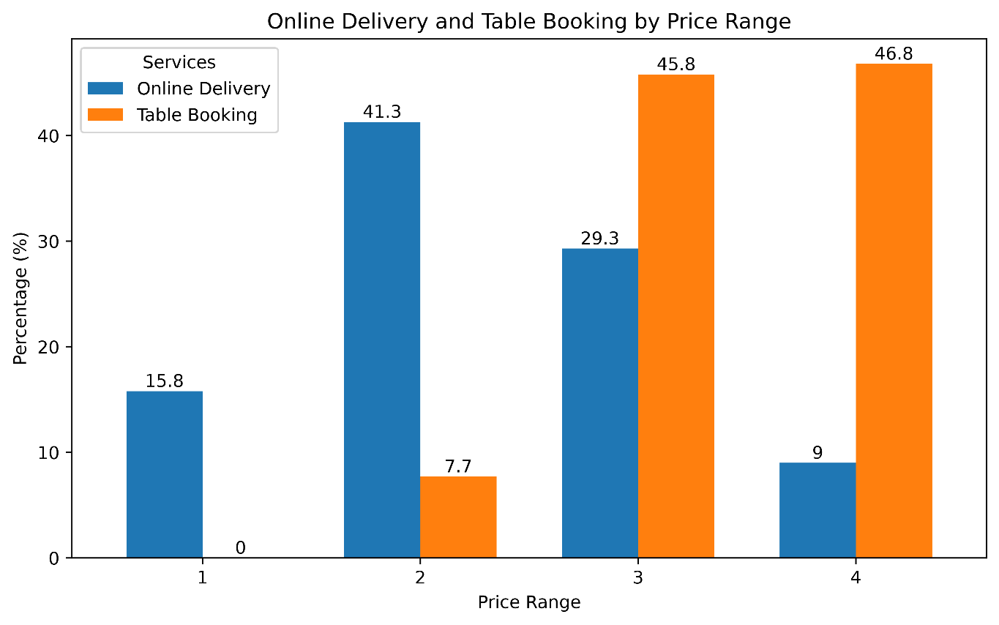 Online Delivery and Table Booking by Price Range
Services
Online Delivery
Table Booking
46.8
45.8
41.3
29.3
15.8
9
7.7
0
Percentage (%)
40
30
20
10
0
1 2 3 4
Price Range